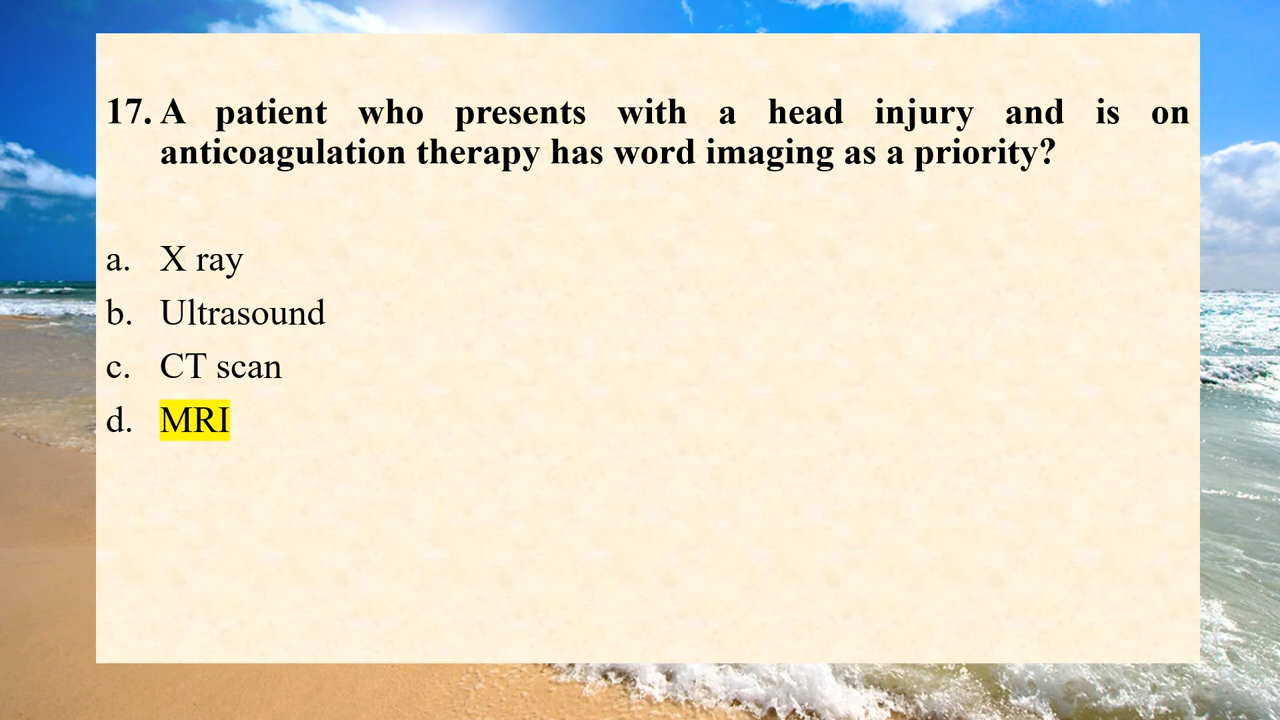 17. A patient who presents with a head injury and is on
anticoagulation therapy has word imaging as a priority?
a. X ray
b. Ultrasound
c. CT scan
d. MRI